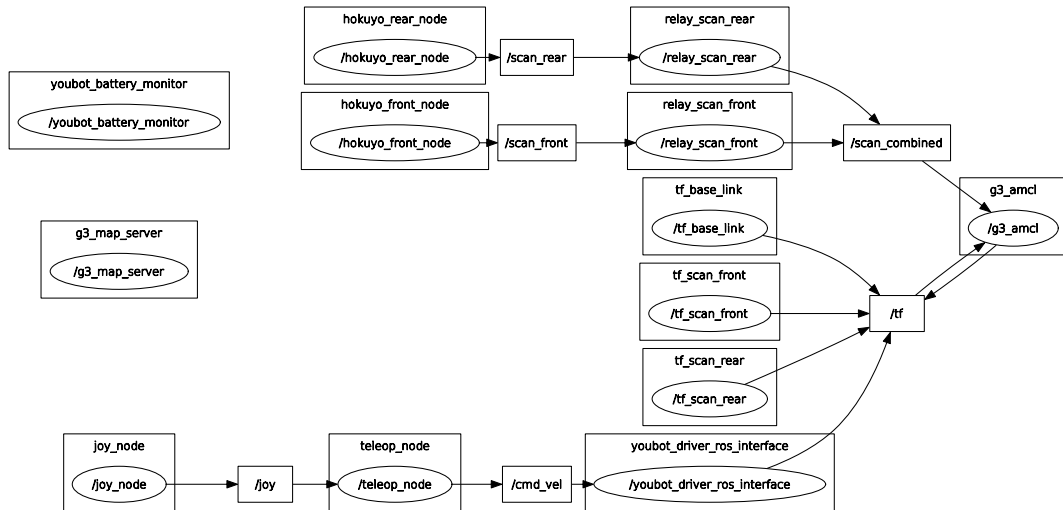 hokuyo_rear_node
/hokuyo_rear_node
/scan_rear
relay_scan_rear
/relay_scan_rear
youbot_battery_monitor
/youbot_battery_monitor
hokuyo_front_node
/hokuyo_front_node
/scan_front
relay_scan_front
/relay_scan_front
/scan_combined
g3_amcl
/g3_amcl
tf_base_link
/tf_base_link
g3_map_server
/g3_map_server
tf_scan_front
/tf_scan_front
/tf
tf_scan_rear
/tf_scan_rear
joy_node
/joy_node
/joy
teleop_node
/teleop_node
/cmd_vel
youbot_driver_ros_interface
/youbot_driver_ros_interface